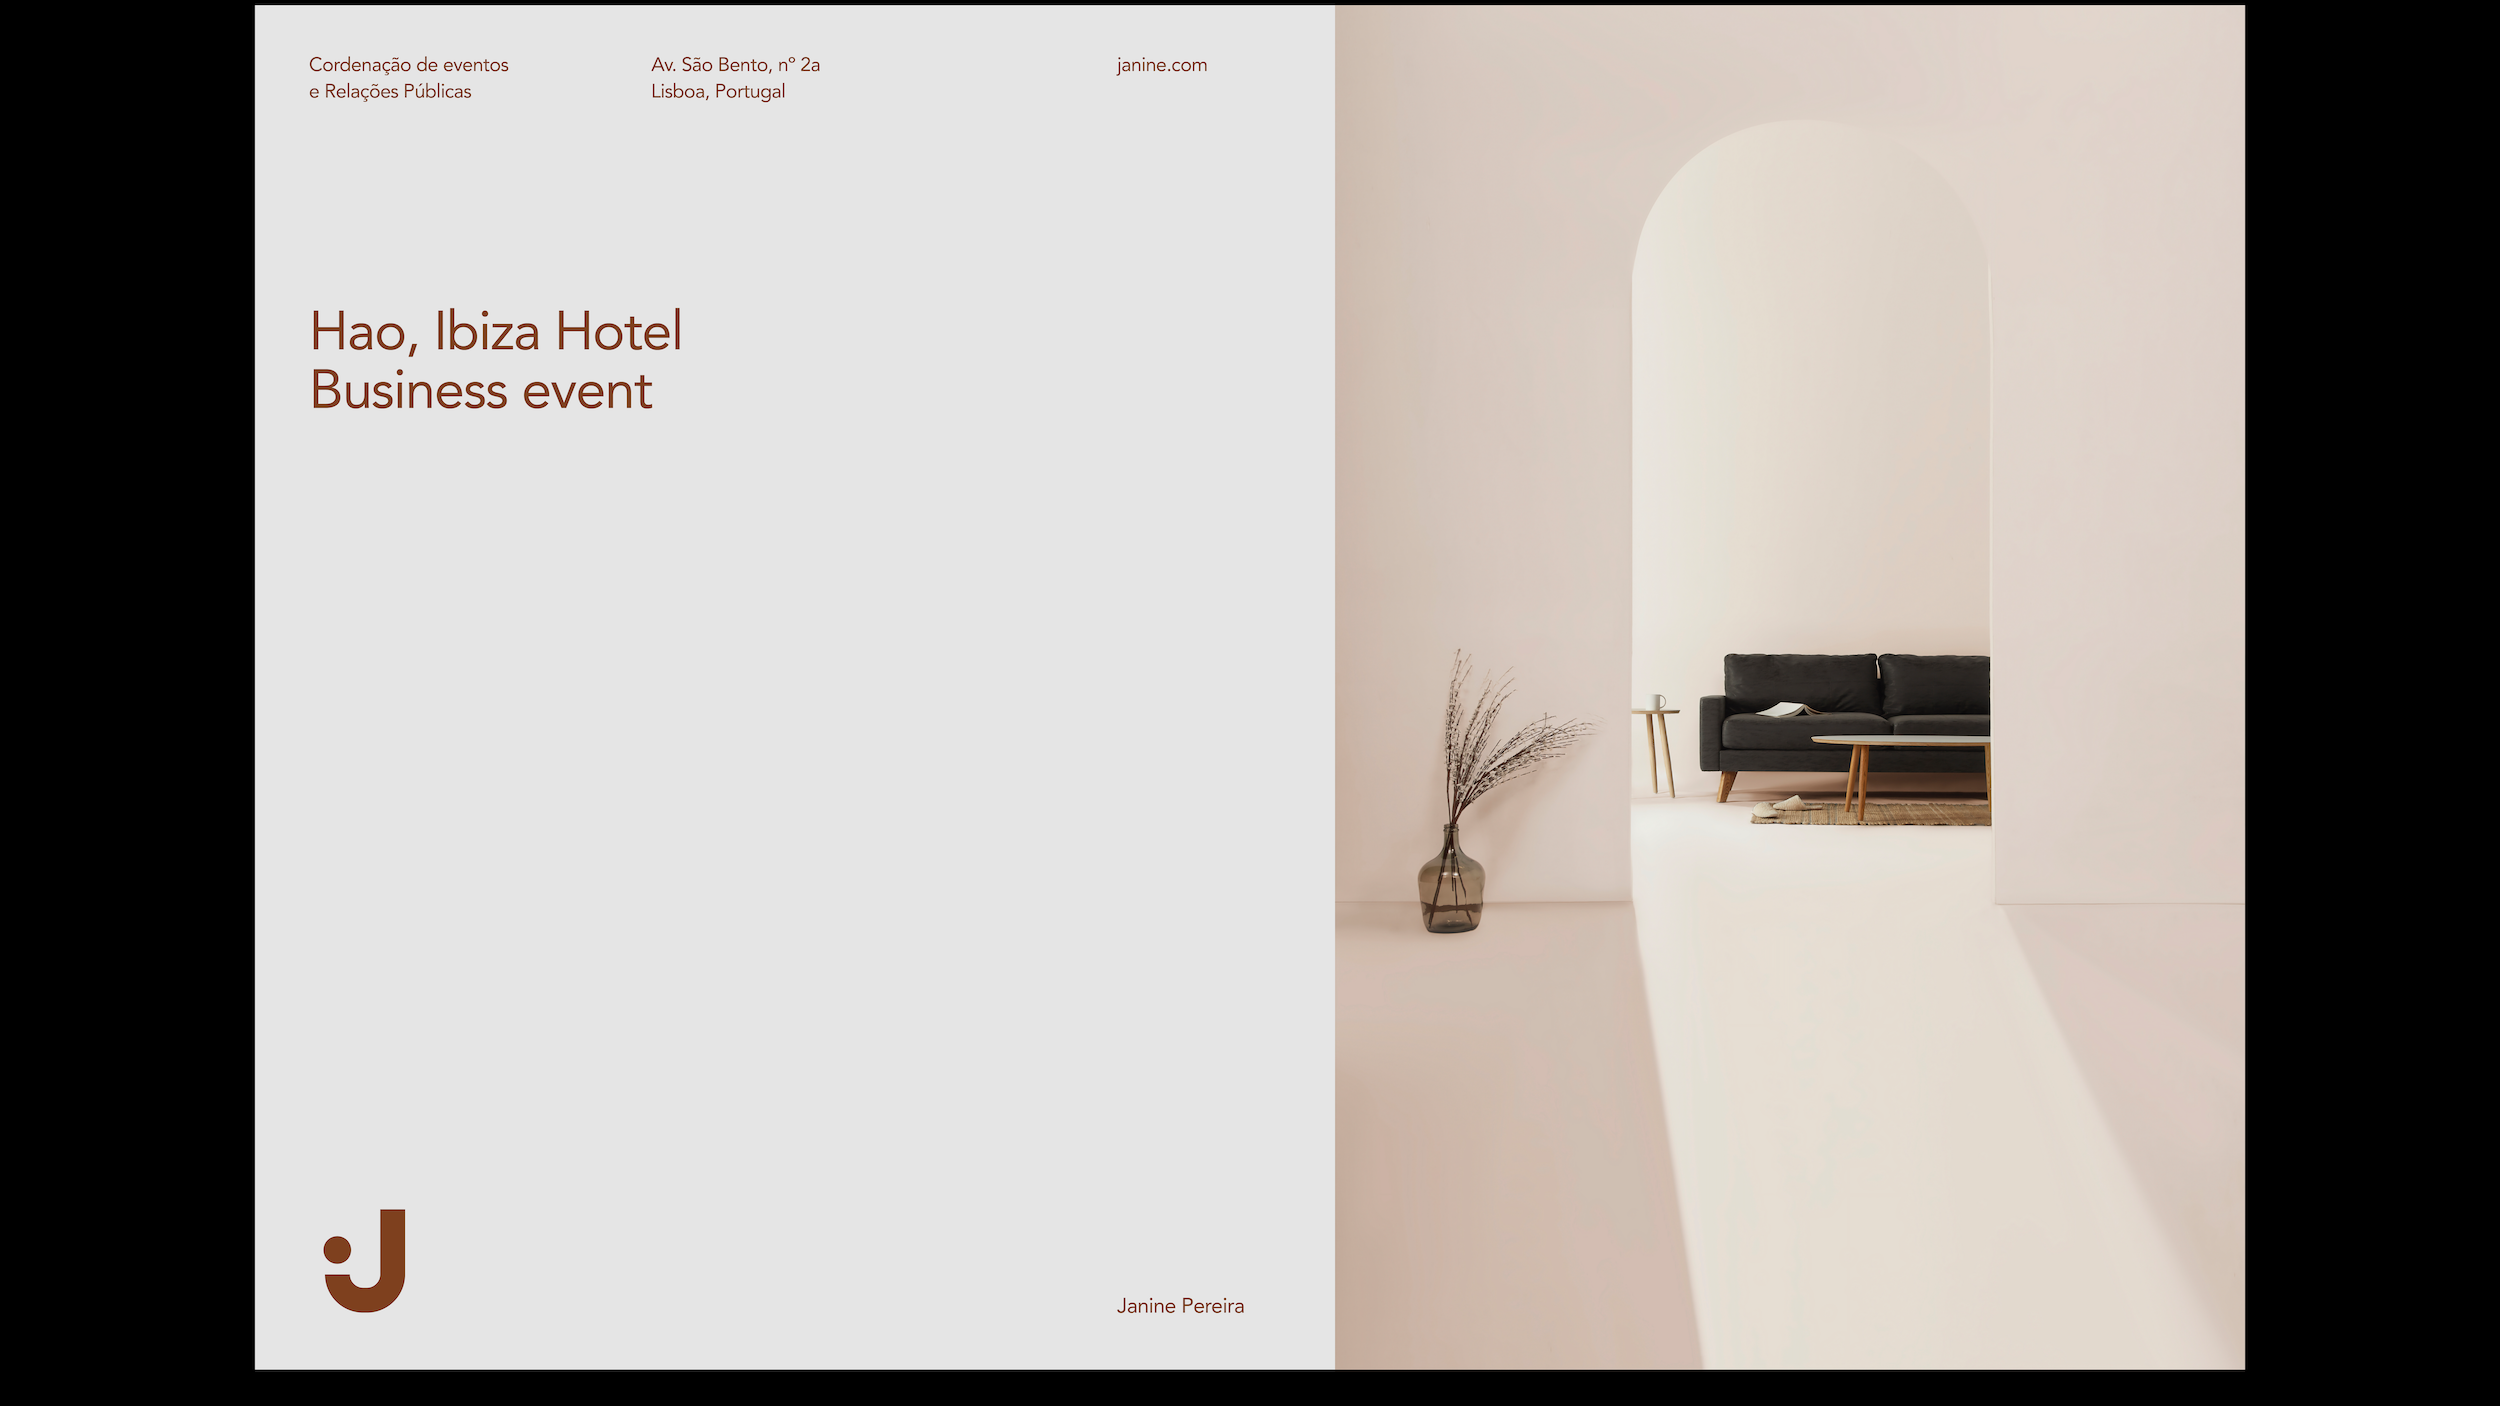 Cordenação de eventos
e Relações Públicas
Av. São Bento, nº 2a
Lisboa, Portugal
janine.com
Hao, Ibiza Hotel
Business event
J
Janine Pereira